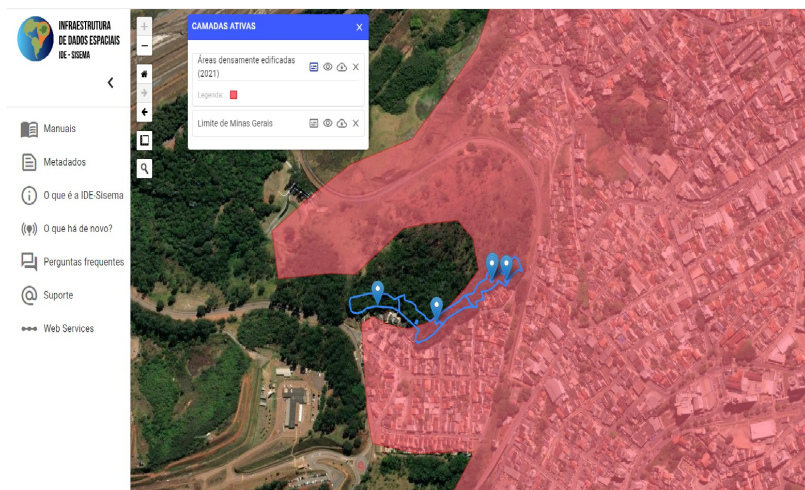 INFRAESTRUTURA
DE DADOS ESPACIAIS
IDE - SISEMA
Manuais
Metadados
O que é a IDE-Sisema
O que há de novo?
Perguntas frequentes
Suporte
Web Services
CAMADAS ATIVAS
X
Áreas densamente edificadas
(2021)
X
Legenda:
Limite de Minas Gerais
X